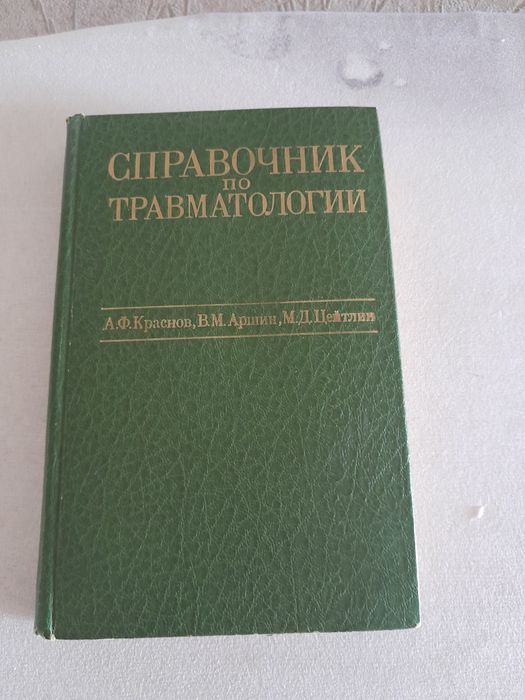 СПРАВОЧНИК
ПО
ТРАВМАТОЛОГИИ
А.Ф.Краснов, В.М.Аршин, М.Д.Цейтлин